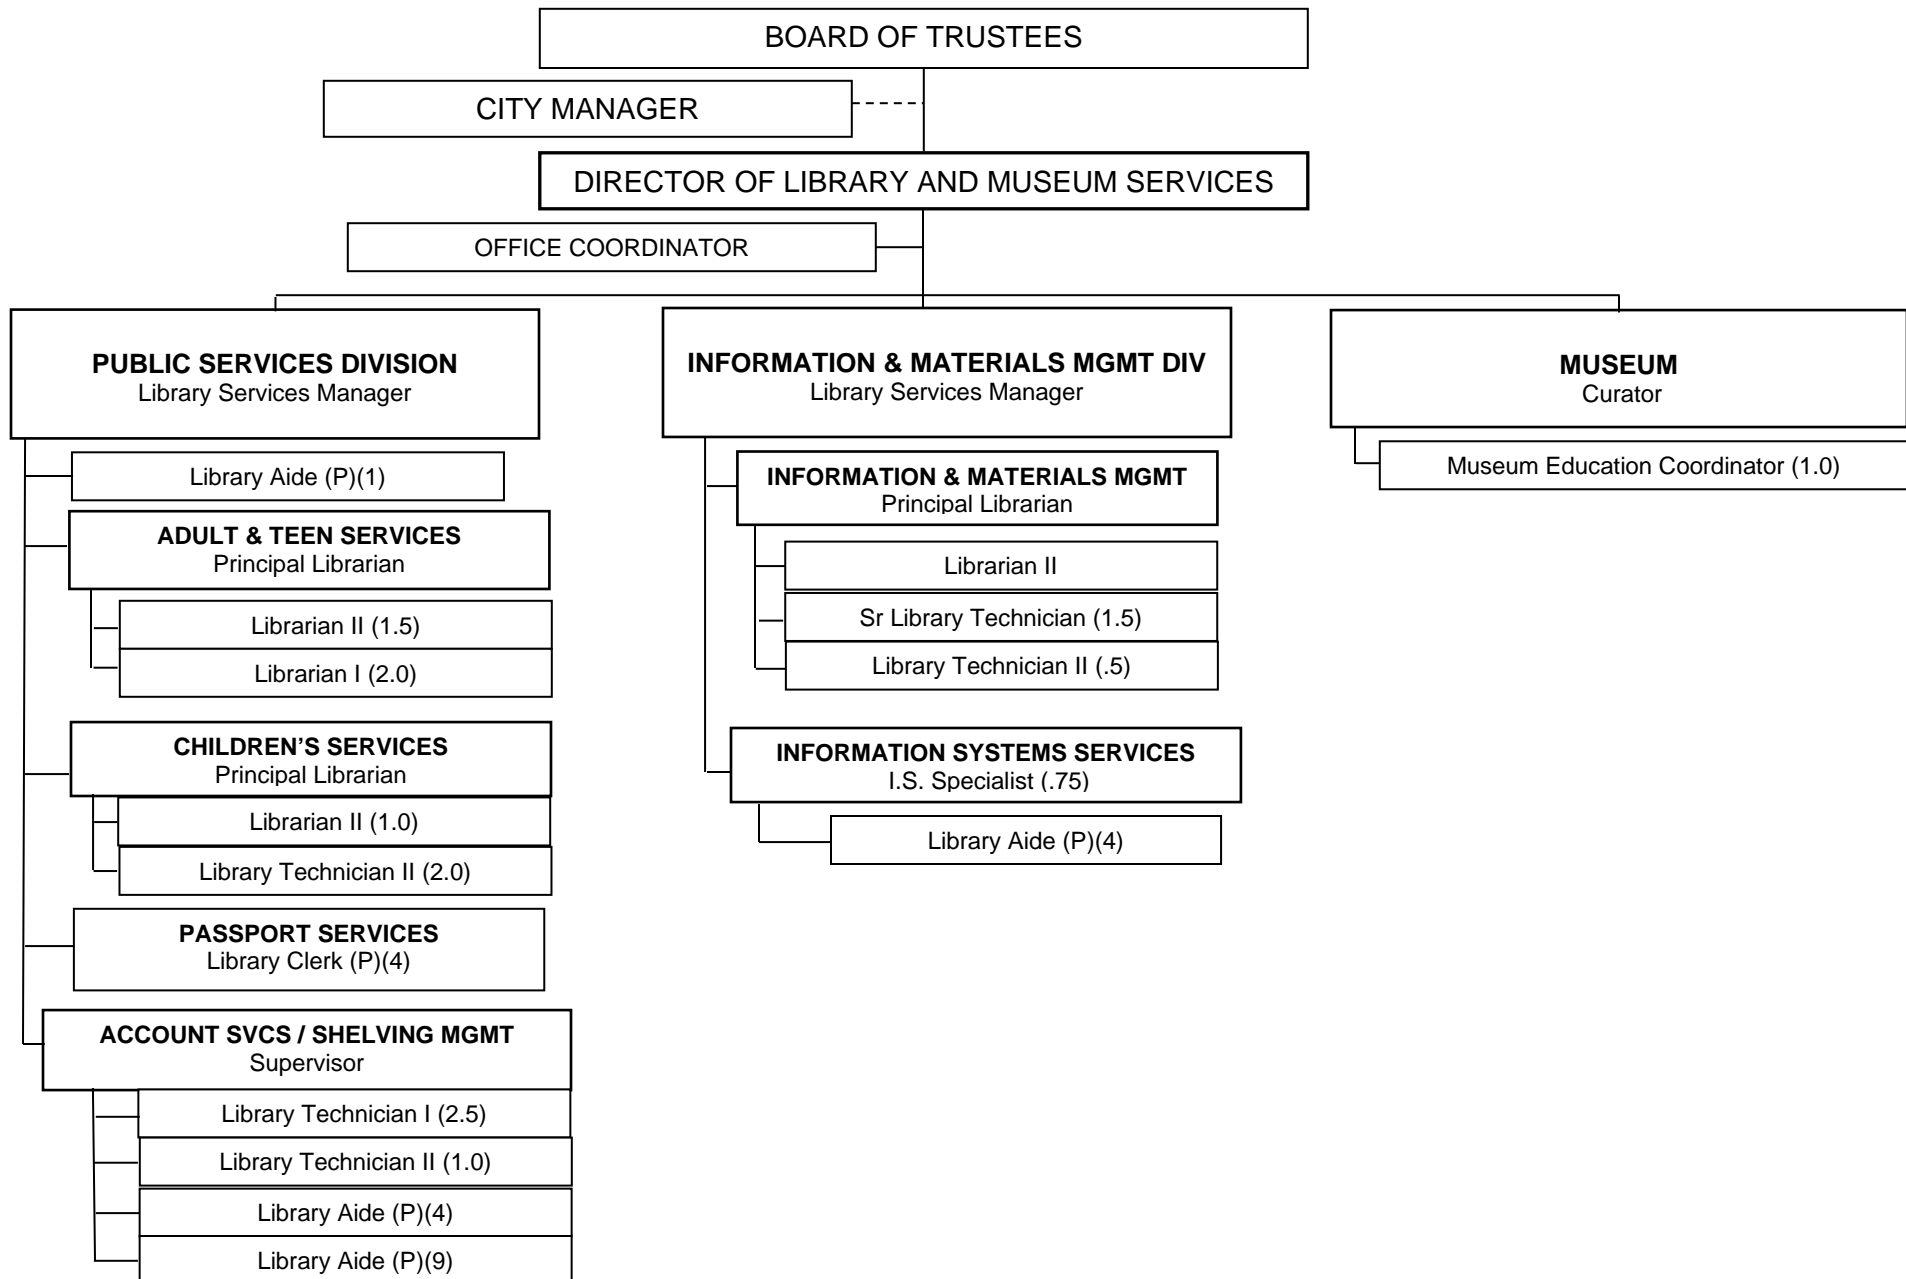 BOARD OF TRUSTEES
CITY MANAGER
DIRECTOR OF LIBRARY AND MUSEUM SERVICES
OFFICE COORDINATOR
PUBLIC SERVICES DIVISION
Library Services Manager
Library Aide (P)(1)
ADULT & TEEN SERVICES
Principal Librarian
Librarian II (1.5)
Librarian I (2.0)
CHILDREN'S SERVICES
Principal Librarian
Librarian II (1.0)
Library Technician II (2.0)
PASSPORT SERVICES
Library Clerk (P)(4)
ACCOUNT SVCS / SHELVING MGMT
Supervisor
Library Technician I (2.5)
Library Technician II (1.0)
Library Aide (P)(4)
Library Aide (P)(9)
INFORMATION & MATERIALS MGMT DIV
Library Services Manager
INFORMATION & MATERIALS MGMT
Principal Librarian
Librarian II
Sr Library Technician (1.5)
Library Technician II (.5)
INFORMATION SYSTEMS SERVICES
I.S. Specialist (.75)
Library Aide (P)(4)
MUSEUM
Curator
Museum Education Coordinator (1.0)